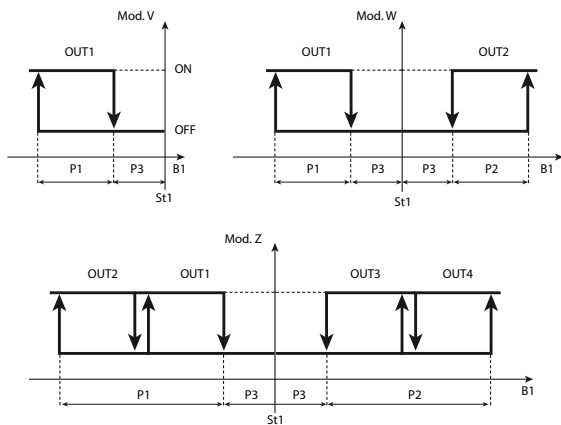 Mod. V
OUT1
ON
OFF
P1 P3 B1
St1
Mod. W
OUT1 OUT2
P1 P3 P3 P2 B1
St1
Mod. Z
OUT2 OUT1 OUT3 OUT4
P1 P3 P3 P2 B1
St1